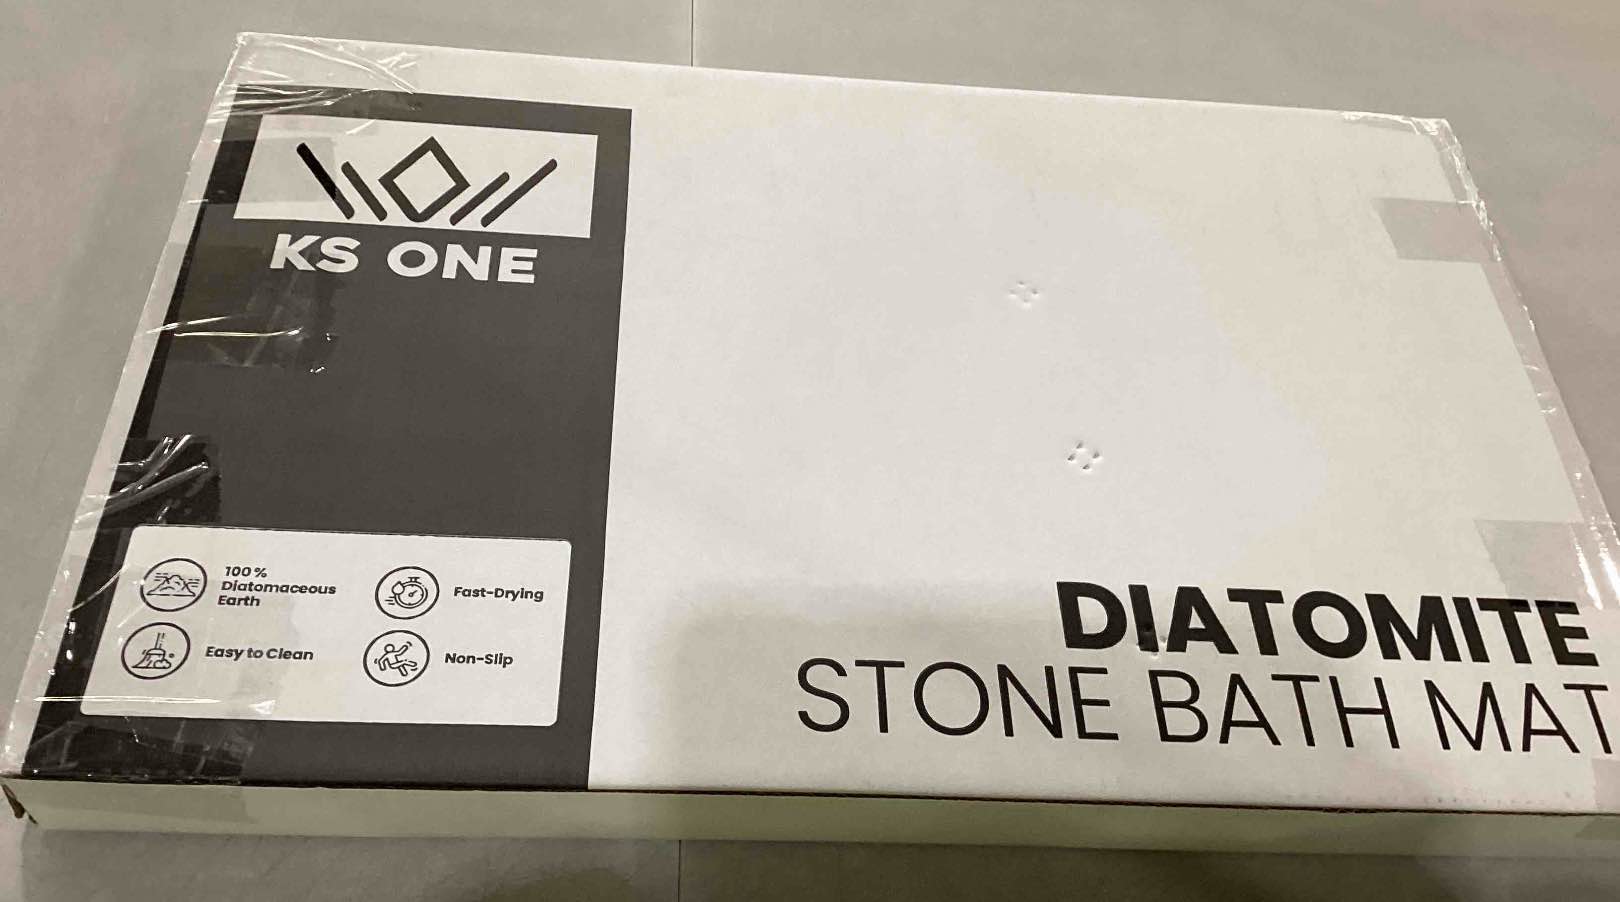 KS ONE
100%
Diatomaceous
Earth
Fast-Drying
Easy to Clean
Non-Slip
DIATOMITE
STONE BATH MAT